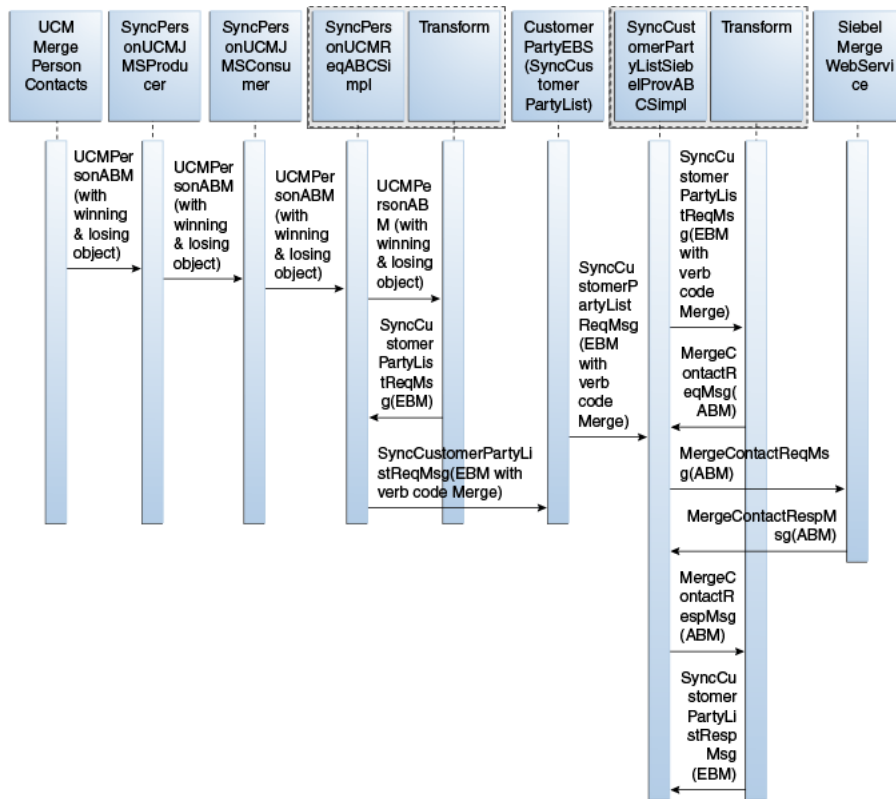 UCM
Merge
Person
Contacts
SyncPers
onUCMJ
MSProdu
cer
SyncPers
onUCMJ
MSConsu
mer
SyncPers
onUCMR
eqABCSi
mpl
Transform
Customer
PartyEBS
(SyncCus
tomer
PartyList)
SyncCust
omerPart
yListSieb
elProvAB
CSimpl
Transform
Siebel
Merge
WebServi
ce
UCMPer
sonABM
(with
winning
& losing
object)
UCMPer
sonABM
(with
winning
& losing
object)
UCMPer
sonABM
(with
winning
& losing
object)
UCMPe
rsonAB
M (with
winning
& losing
object)
SyncCu
stomer
PartyLis
tReqMs
g(EBM)
SyncCustomerPartyLi
stReqMsg(EBM with
verb code Merge)
SyncCu
stomerP
artyList
ReqMsg
(EBM
with
verb
code
Merge)
SyncCu
stomer
PartyLis
tReqMs
g(EBM
with
verb
code
Merge)
MergeC
ontactR
eqMsg(
ABM)
MergeContactReqMs
g(ABM)
MergeContactRespM
sg(ABM)
MergeC
ontactR
espMsg
(ABM)
SyncCu
stomer
PartyLi
stResp
Msg
(EBM)